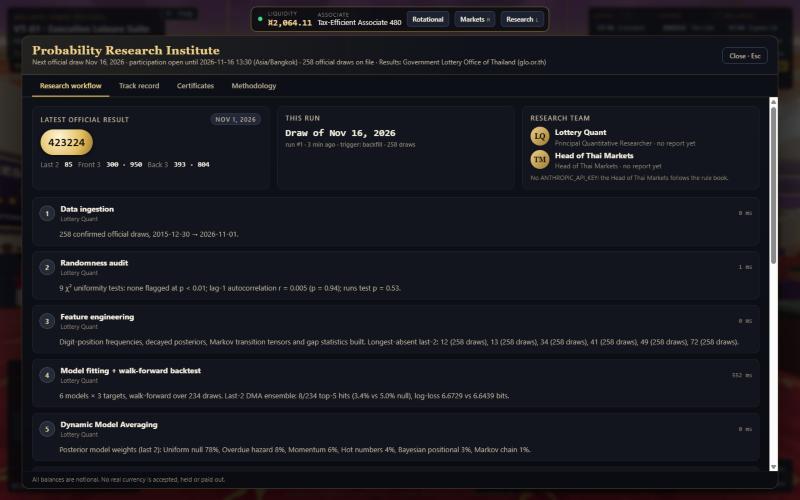 LIQUIDITY
ASSOCIATE
2,064.11
Tax-Efficient Associate 480
Rotational
Markets
Research
Probability Research Institute
Next official draw Nov 16, 2026 · participation open until 2026-11-16 13:30 (Asia/Bangkok) · 258 official draws on file · Results: Government Lottery Office of Thailand (glo.or.th)
Close · Esc
Research workflow
Track record
Certificates
Methodology
LATEST OFFICIAL RESULT
NOV 1, 2026
423224
Last 2 85 Front 3 300 · 950 Back 3 393 · 804
THIS RUN
Draw of Nov 16, 2026
run #1 · 3 min ago · trigger: backfill · 258 draws
RESEARCH TEAM
LQ
Lottery Quant
Principal Quantitative Researcher · no report yet
TM
Head of Thai Markets
Head of Thai Markets · no report yet
No ANTHROPIC_API_KEY: the Head of Thai Markets follows the rule book.
1
Data ingestion
0 ms
Lottery Quant
258 confirmed official draws, 2015-12-30 → 2026-11-01.
2
Randomness audit
1 ms
Lottery Quant
9 χ² uniformity tests: none flagged at p < 0.01; lag-1 autocorrelation r = 0.005 (p = 0.94); runs test p = 0.53.
3
Feature engineering
0 ms
Lottery Quant
Digit-position frequencies, decayed posteriors, Markov transition tensors and gap statistics built. Longest-absent last-2: 12 (258 draws), 13 (258 draws), 34 (258 draws), 41 (258 draws), 49 (258 draws), 72 (258 draws).
4
Model fitting + walk-forward backtest
552 ms
Lottery Quant
6 models × 3 targets, walk-forward over 234 draws. Last-2 DMA ensemble: 8/234 top-5 hits (3.4% vs 5.0% null), log-loss 6.6729 vs 6.6439 bits.
5
Dynamic Model Averaging
0 ms
Lottery Quant
Posterior model weights (last 2): Uniform null 78%, Overdue hazard 8%, Momentum 6%, Hot numbers 4%, Bayesian positional 3%, Markov chain 1%.
All balances are notional. No real currency is accepted, held or paid out.